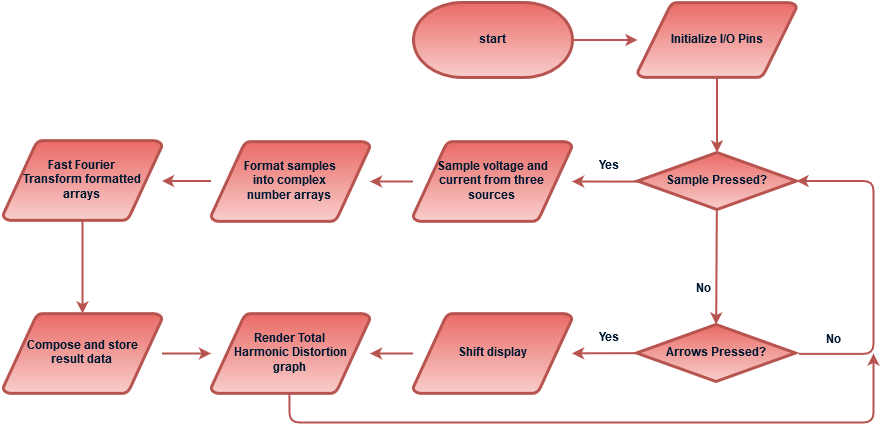 start
Initialize I/O Pins
Fast Fourier
Transform formatted
arrays
Format samples
into complex
number arrays
Sample voltage and
current from three
sources
Yes
Sample Pressed?
No
Compose and store
result data
Render Total
Harmonic Distortion
graph
Shift display
Yes
Arrows Pressed?
No